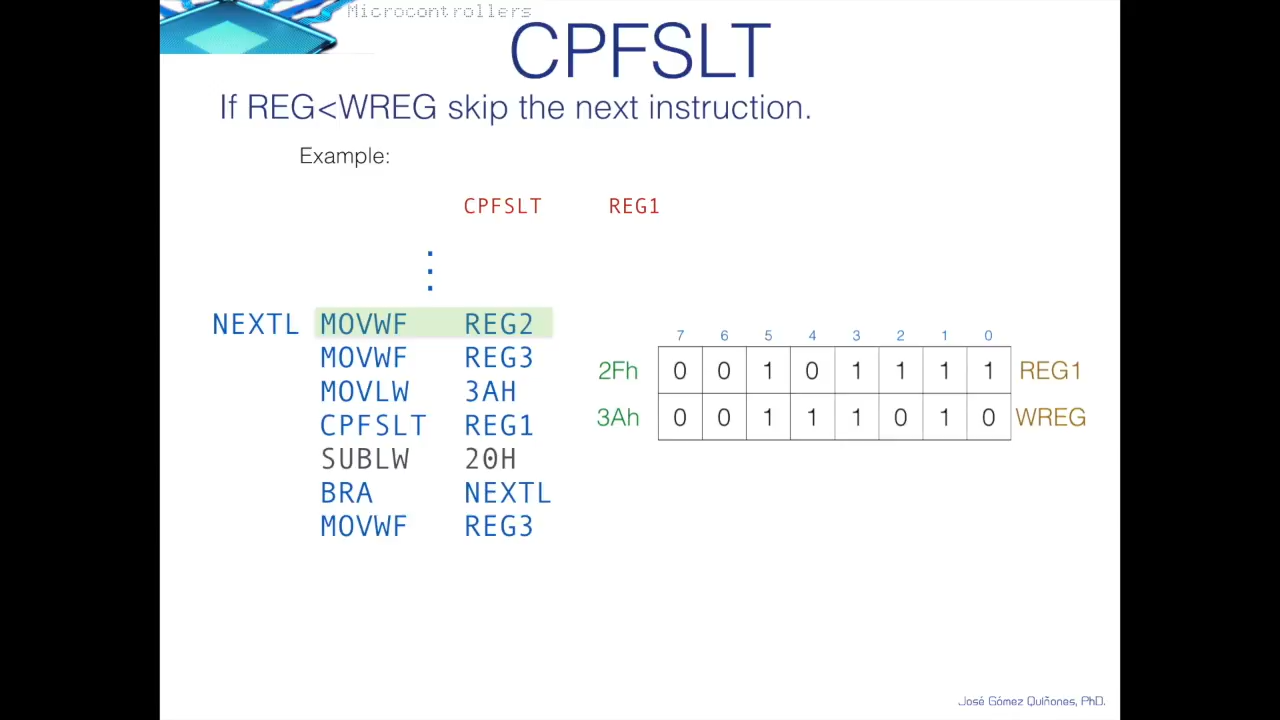 Microcontrollers
CPFSLT
If REG<WREG skip the next instruction.
Example:
CPFSLT REG1
NEXTL MOVWF REG2
MOVWF REG3
MOVLW 3AH
CPFSLT REG1
SUBLW 20H
BRA NEXTL
MOVWF REG3
7 6 5 4 3 2 1 0
2Fh 0 0 1 0 1 1 1 1 REG1
3Ah 0 0 1 1 1 0 1 0 WREG
José Gómez Quiñones, PhD.